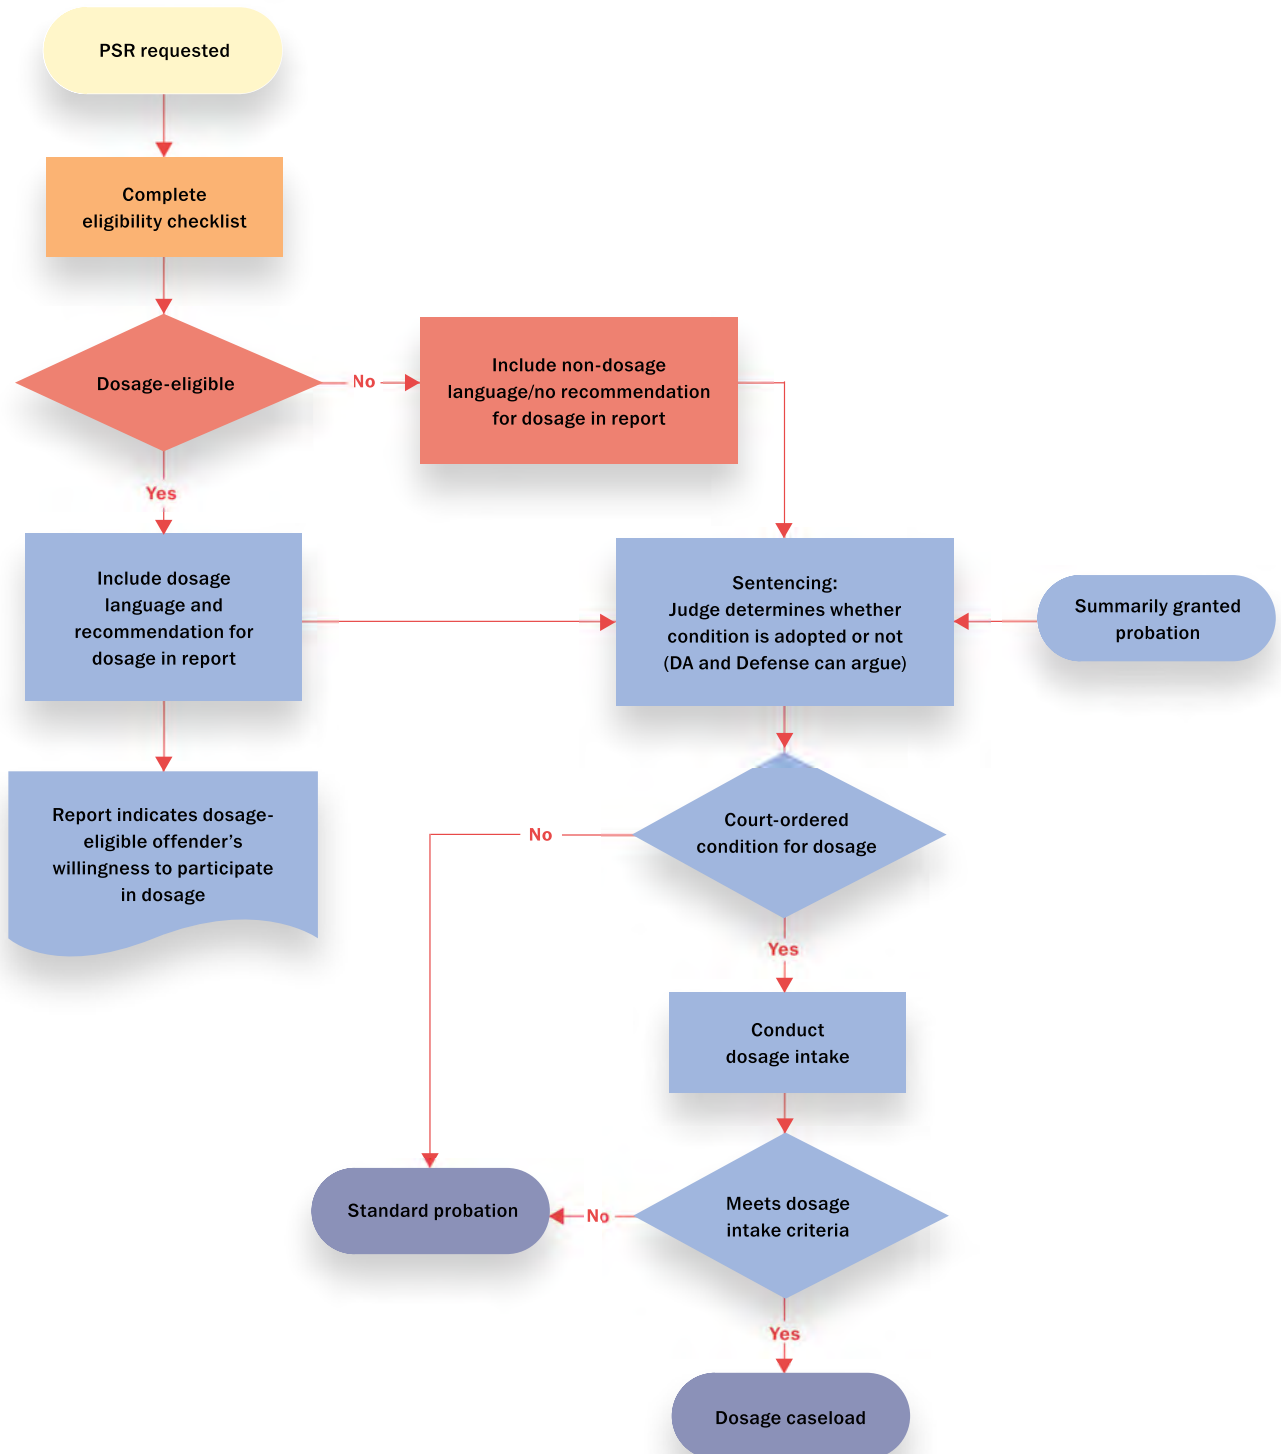 PSR requested
Complete
eligibility checklist
Dosage-eligible
No
Include non-dosage
language/no recommendation
for dosage in report
Yes
Include dosage
language and
recommendation for
dosage in report
Sentencing:
Judge determines whether
condition is adopted or not
(DA and Defense can argue)
Summarily granted
probation
Report indicates dosage-
eligible offender’s
willingness to participate
in dosage
Court-ordered
condition for dosage
No
Yes
Conduct
dosage intake
Meets dosage
intake criteria
No
Standard probation
Yes
Dosage caseload